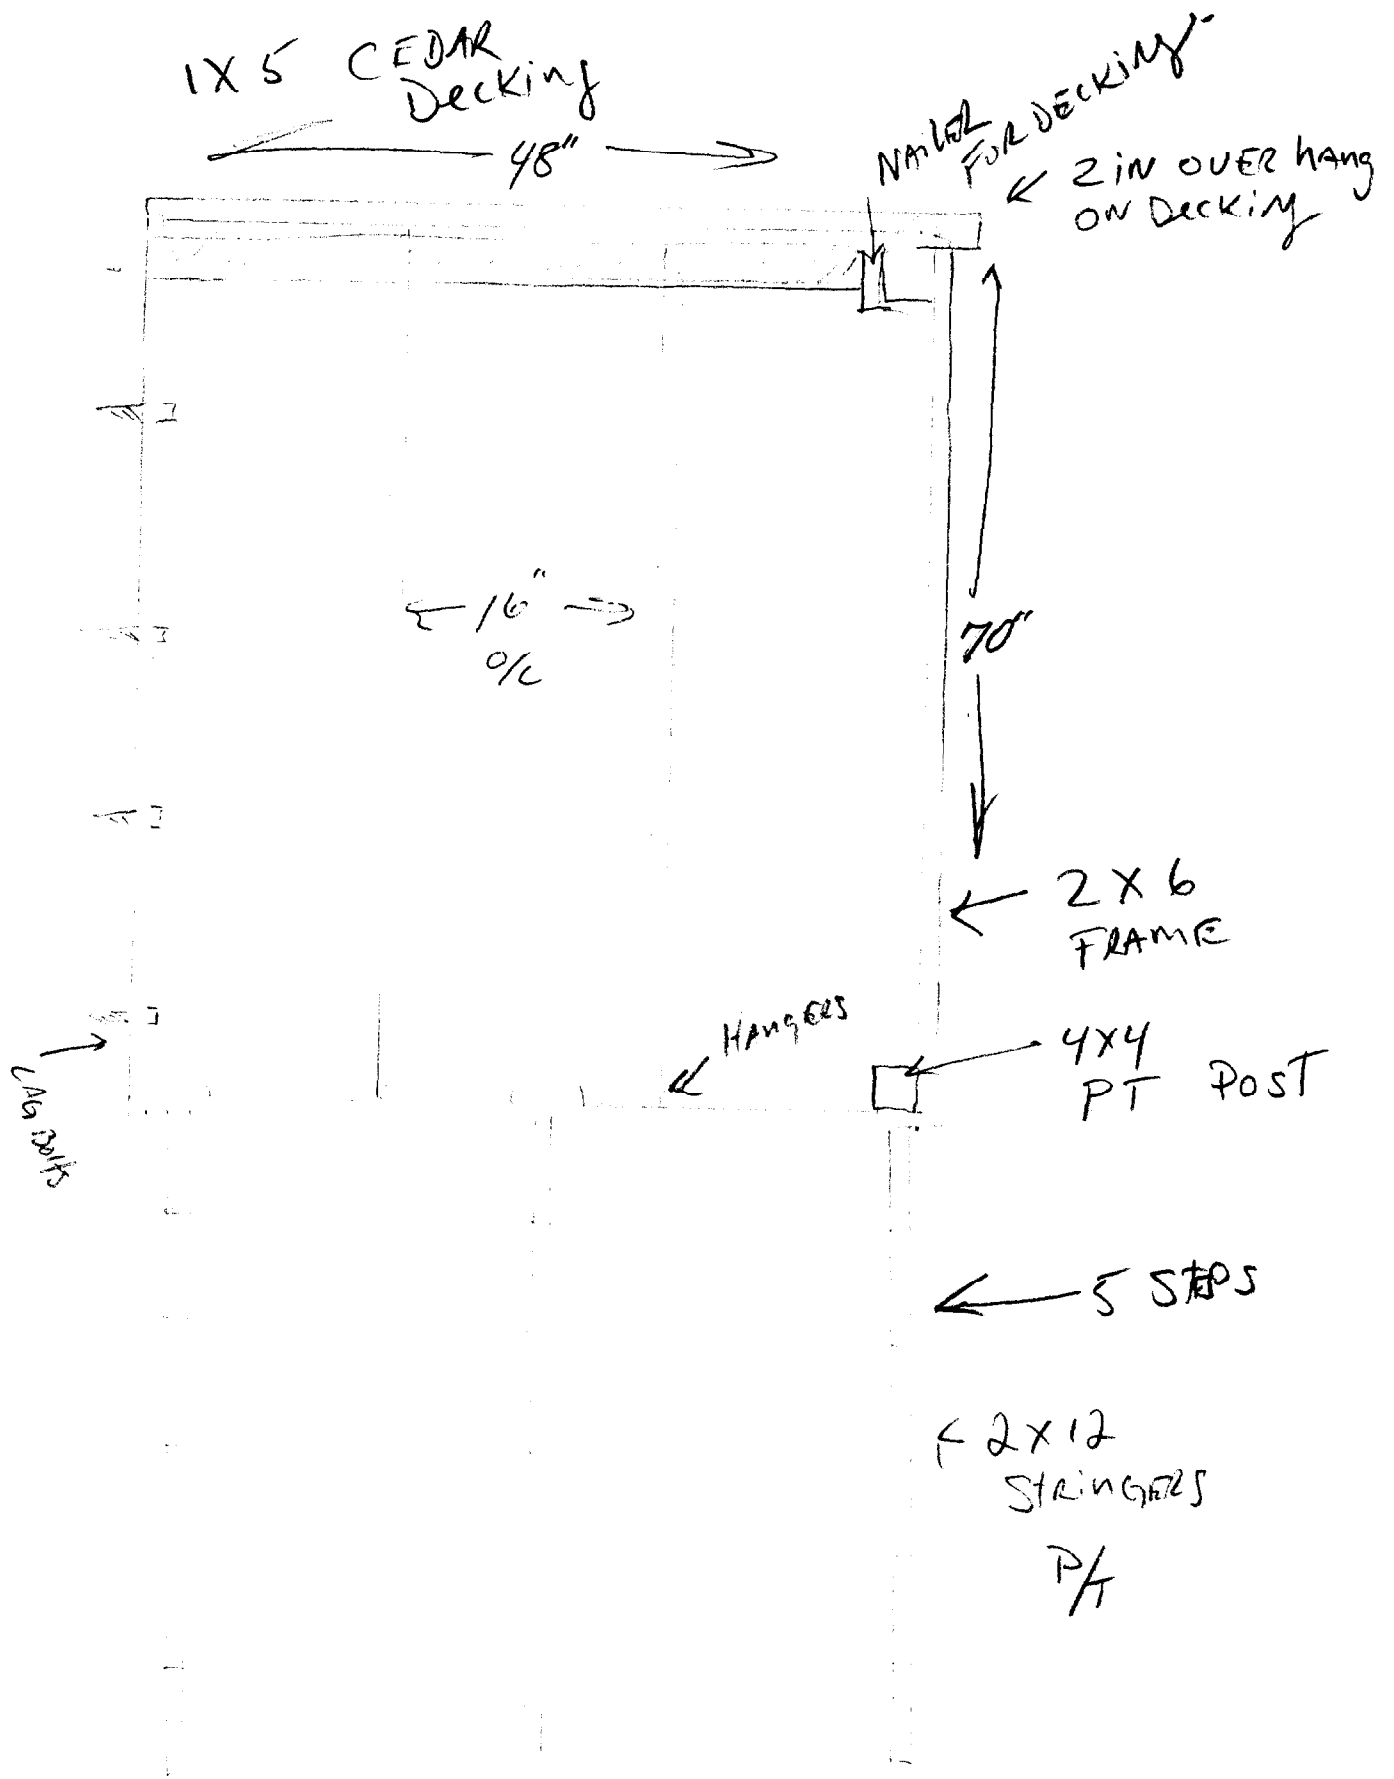 1X5 CEDAR
Decking
48"
NAILER
FOR DECKING
2 iN OVER hANG
ON DeckiNg
16"
O/C
70"
2 X 6
FRAME
HANGERS
4X4
PT POST
LAG Bolts
5 STEPS
2X12
StRiNGERS
P/T